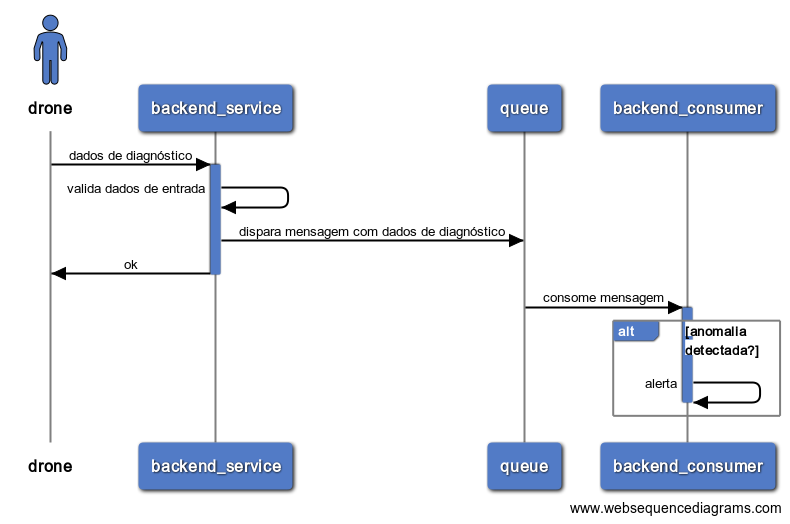 drone
backend_service
queue
backend_consumer
dados de diagnóstico
valida dados de entrada
dispara mensagem com dados de diagnóstico
ok
consome mensagem
alt
[anomalia
detectada?]
alerta
drone
backend_service
queue
backend_consumer
www.websequencediagrams.com